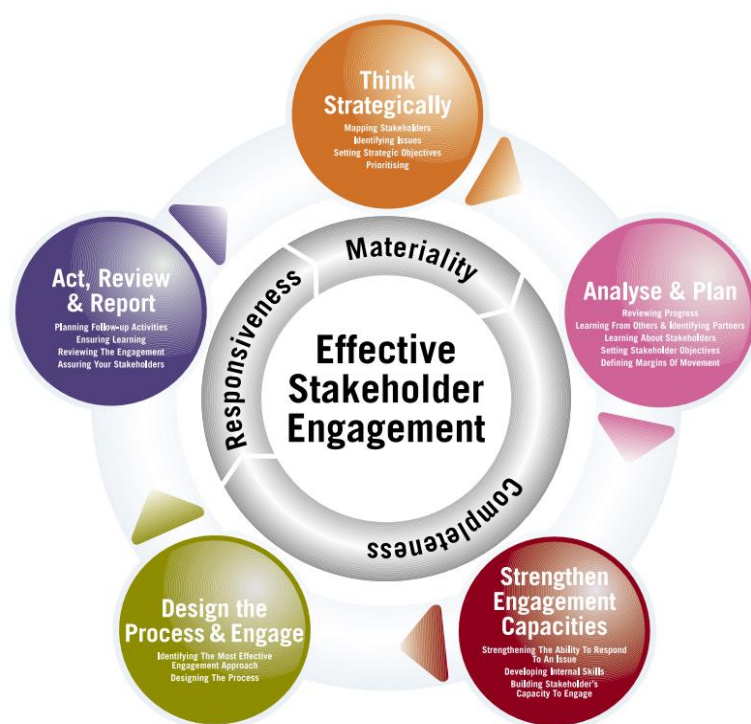 Think
Strategically
Mapping Stakeholders
Identifying Issues
Setting Strategic Objectives
Prioritising
Analyse & Plan
Reviewing Progress
Learning From Others & Identifying Partners
Learning About Stakeholders
Setting Stakeholder Objectives
Defining Margins Of Movement
Strengthen
Engagement
Capacities
Strengthening The Ability To Respond
To An Issue
Developing Internal Skills
Building Stakeholder's
Capacity To Engage
Design the
Process & Engage
Identifying The Most Effective
Engagement Approach
Designing The Process
Act, Review
& Report
Planning Follow-up Activities
Ensuring Learning
Reviewing The Engagement
Assuring Your Stakeholders
Materiality
Completeness
Responsiveness
Effective
Stakeholder
Engagement